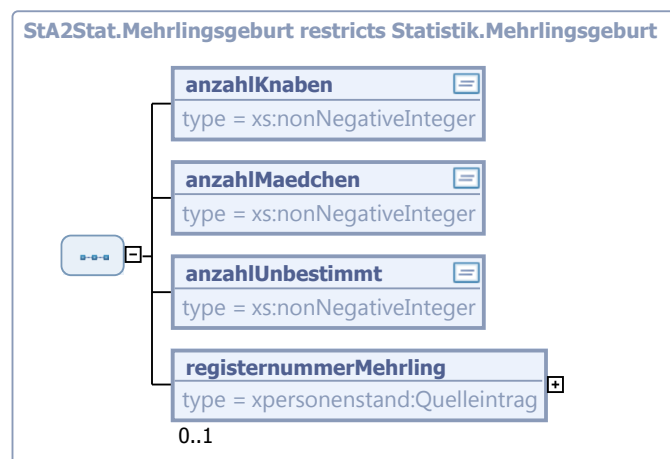 StA2Stat.Mehrlingsgeburt restricts Statistik.Mehrlingsgeburt
anzahlKnaben
type = xs:nonNegativeInteger
anzahlMaedchen
type = xs:nonNegativeInteger
anzahlUnbestimmt
type = xs:nonNegativeInteger
registernummerMehrling
type = xpersonenstand:Quelleintrag
0..1